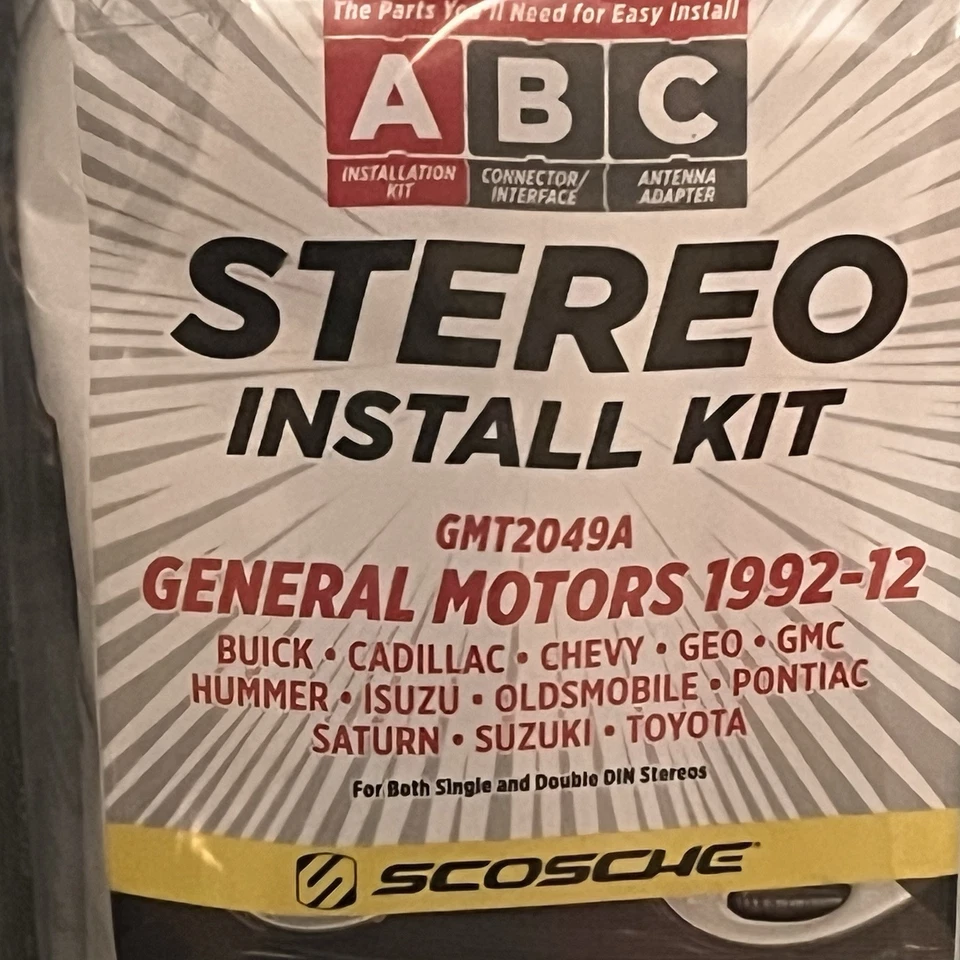 The Parts You'll Need for Easy Install
A B C
INSTALLATION KIT
CONNECTOR/ INTERFACE
ANTENNA ADAPTER
STEREO
INSTALL KIT
GMT2049A
GENERAL MOTORS 1992-12
BUICK • CADILLAC • CHEVY • GEO • GMC
HUMMER • ISUZU • OLDSMOBILE • PONTIAC
SATURN • SUZUKI • TOYOTA
For Both Single and Double DIN Stereos
SCOSCHE